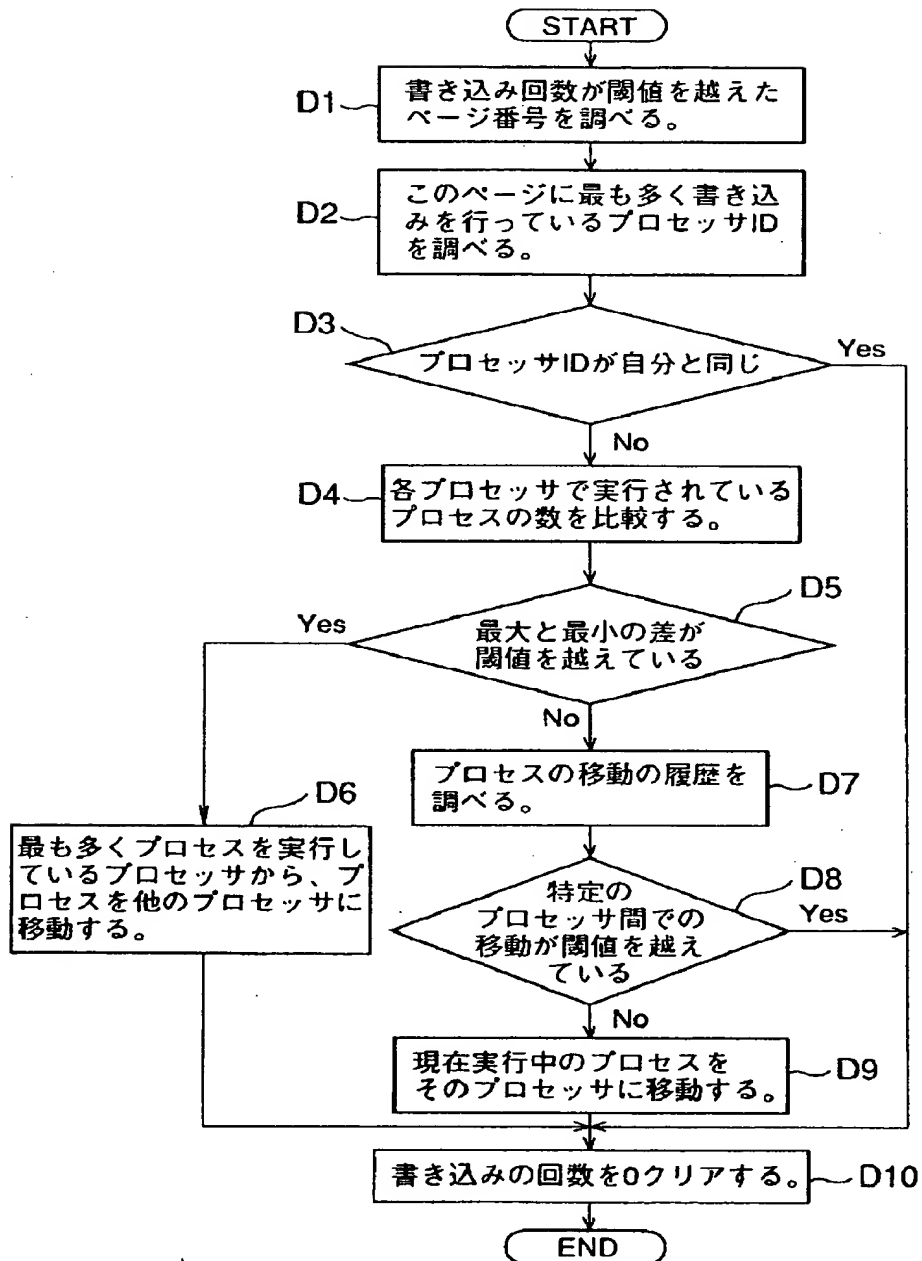 START
D1
書き込み回数が閾値を越えた
ページ番号を調べる。
D2
このページに最も多く書き込
みを行っているプロセッサID
を調べる。
D3
プロセッサIDが自分と同じ
Yes
No
D4
各プロセッサで実行されている
プロセスの数を比較する。
D5
最大と最小の差が
閾値を越えている
Yes
No
D6
最も多くプロセスを実行し
ているプロセッサから、プ
ロセスを他のプロセッサに
移動する。
プロセスの移動の履歴を
調べる。
D7
D8
特定の
プロセッサ間での
移動が閾値を越え
ている
Yes
No
現在実行中のプロセスを
そのプロセッサに移動する。
D9
書き込みの回数を0クリアする。
D10
END